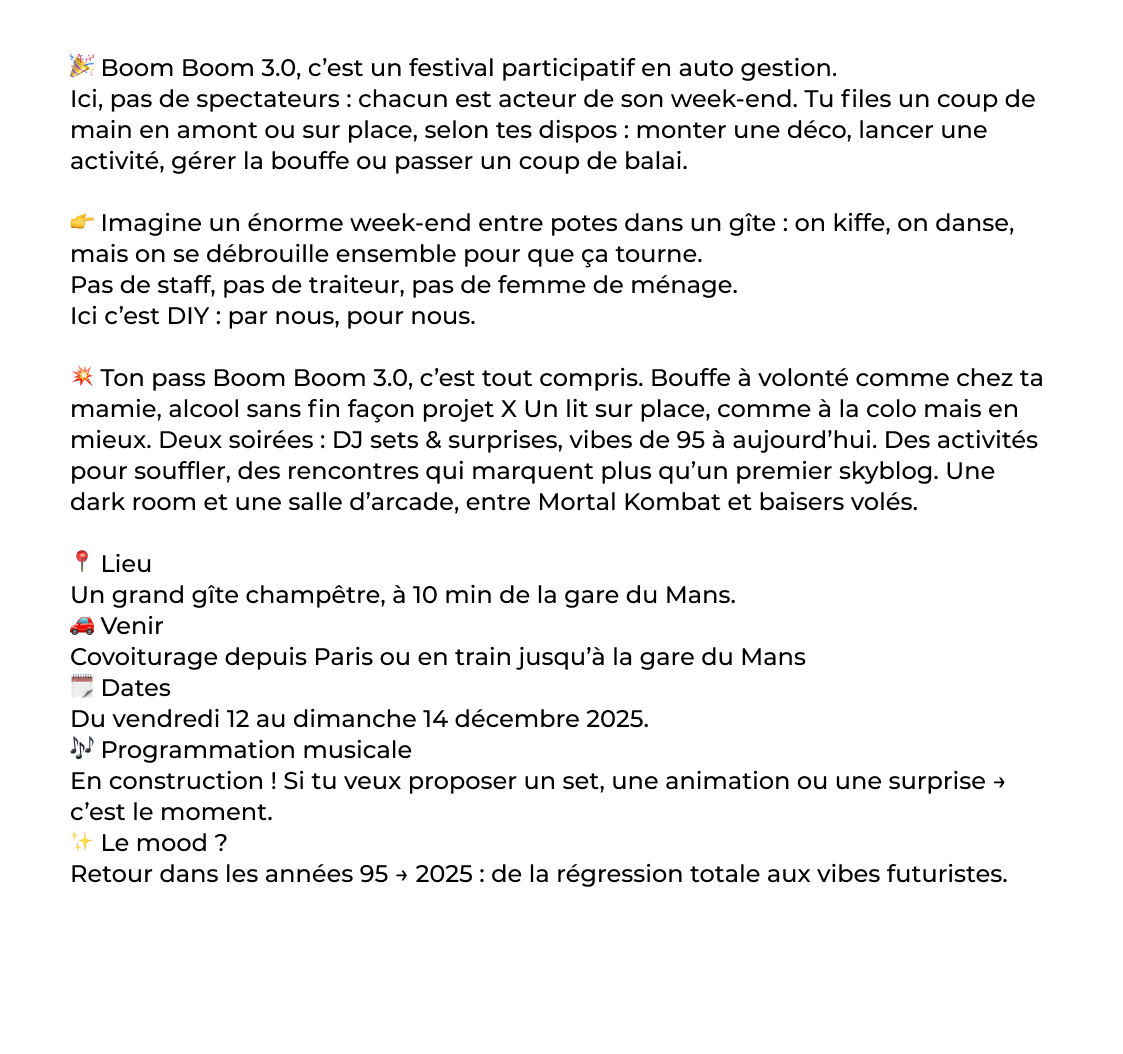 🎉 Boom Boom 3.0, c’est un festival participatif en auto gestion.
Ici, pas de spectateurs : chacun est acteur de son week-end. Tu files un coup de
main en amont ou sur place, selon tes dispos : monter une déco, lancer une
activité, gérer la bouffe ou passer un coup de balai.
👉 Imagine un énorme week-end entre potes dans un gîte : on kiffe, on danse,
mais on se débrouille ensemble pour que ça tourne.
Pas de staff, pas de traiteur, pas de femme de ménage.
Ici c’est DIY : par nous, pour nous.
💥 Ton pass Boom Boom 3.0, c’est tout compris. Bouffe à volonté comme chez ta
mamie, alcool sans fin façon projet X Un lit sur place, comme à la colo mais en
mieux. Deux soirées : DJ sets & surprises, vibes de 95 à aujourd’hui. Des activités
pour souffler, des rencontres qui marquent plus qu’un premier skyblog. Une
dark room et une salle d’arcade, entre Mortal Kombat et baisers volés.
📍 Lieu
Un grand gîte champêtre, à 10 min de la gare du Mans.
🚗 Venir
Covoiturage depuis Paris ou en train jusqu’à la gare du Mans
🗓️ Dates
Du vendredi 12 au dimanche 14 décembre 2025.
🎶 Programmation musicale
En construction ! Si tu veux proposer un set, une animation ou une surprise →
c’est le moment.
✨ Le mood ?
Retour dans les années 95 → 2025 : de la régression totale aux vibes futuristes.